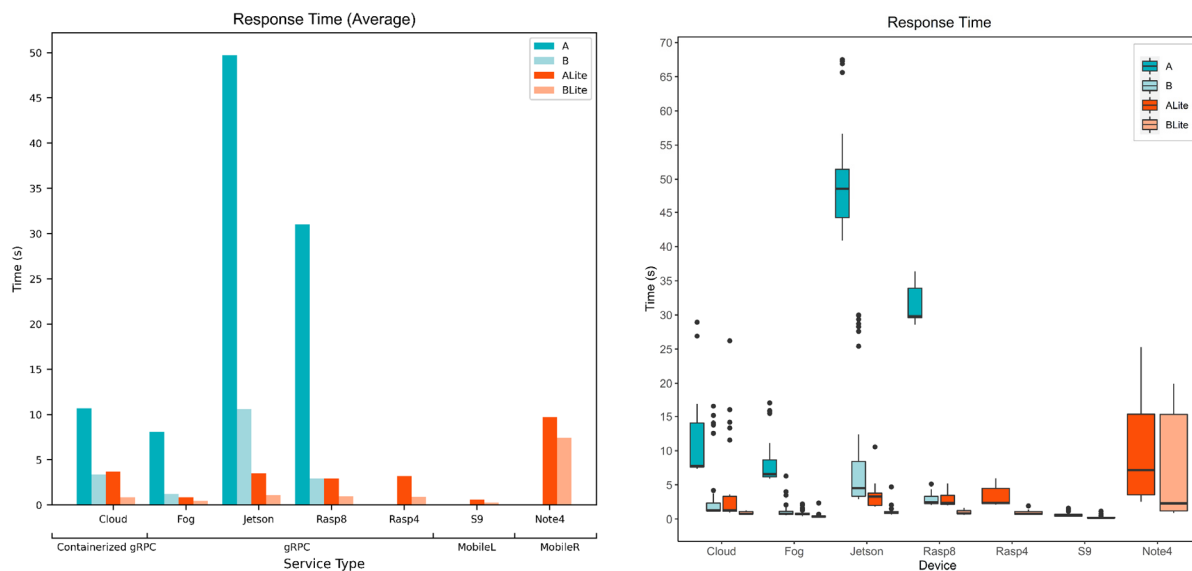 Response Time (Average)
50
45
40
35
30
25
20
15
10
5
0
Time (s)
A
B
ALite
BLite
Cloud Fog Jetson Rasp8 Rasp4 S9 Note4
Containerized gRPC gRPC MobileL MobileR
Service Type
Response Time
70
65
60
55
50
45
40
35
30
25
20
15
10
5
0
Time (s)
A
B
ALite
BLite
Cloud Fog Jetson Rasp8 Rasp4 S9 Note4
Device